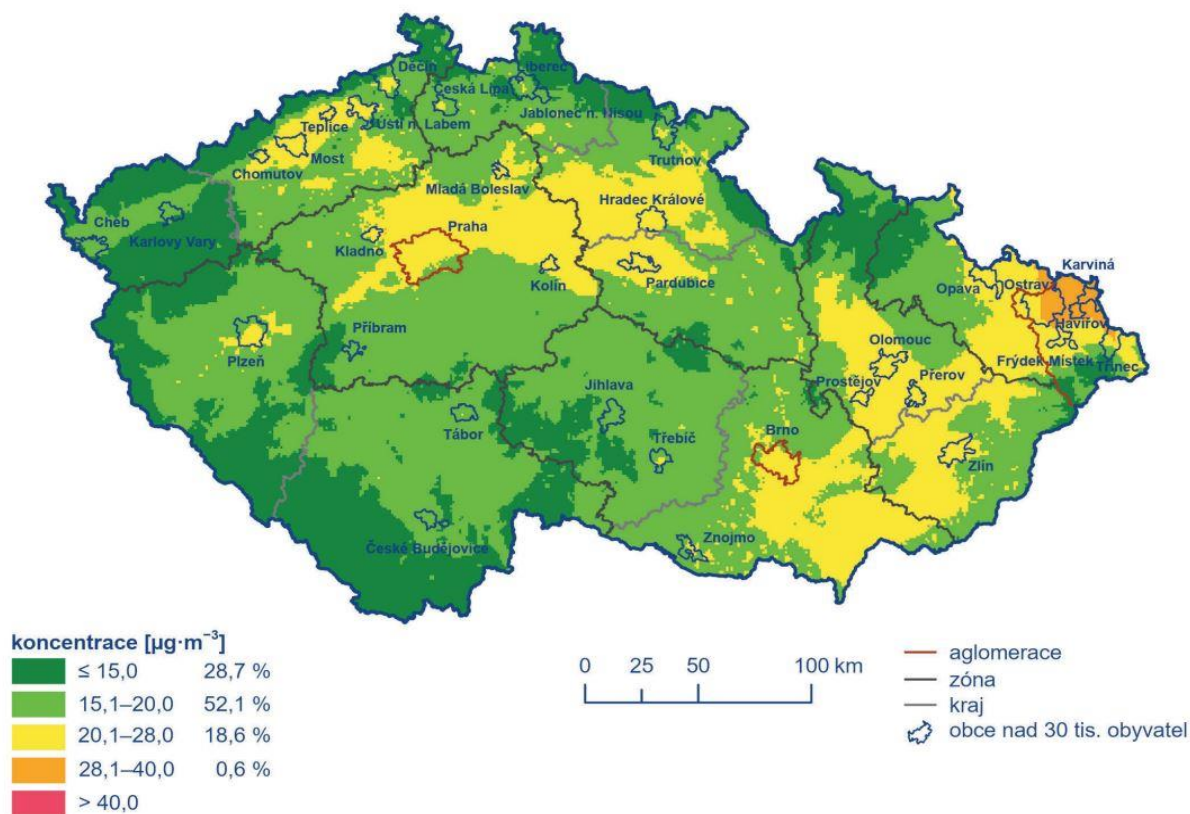 Děčín
Liberec
Česká Lípa
Jablonec n. Nisou
Teplice
Ústí n. Labem
Most
Chomutov
Trutnov
Mladá Boleslav
Hradec Králové
Cheb
Karlovy Vary
Kladno
Praha
Kolín
Pardubice
Karviná
Opava
Ostrava
Havířov
Plzeň
Příbram
Olomouc
Frýdek-Místek
Třinec
Prostějov
Přerov
Jihlava
Tábor
Třebíč
Brno
Zlín
České Budějovice
Znojmo
koncentrace [µg·m⁻³]
≤ 15,0 28,7 %
15,1–20,0 52,1 %
20,1–28,0 18,6 %
28,1–40,0 0,6 %
> 40,0
0 25 50 100 km
aglomerace
zóna
kraj
obce nad 30 tis. obyvatel